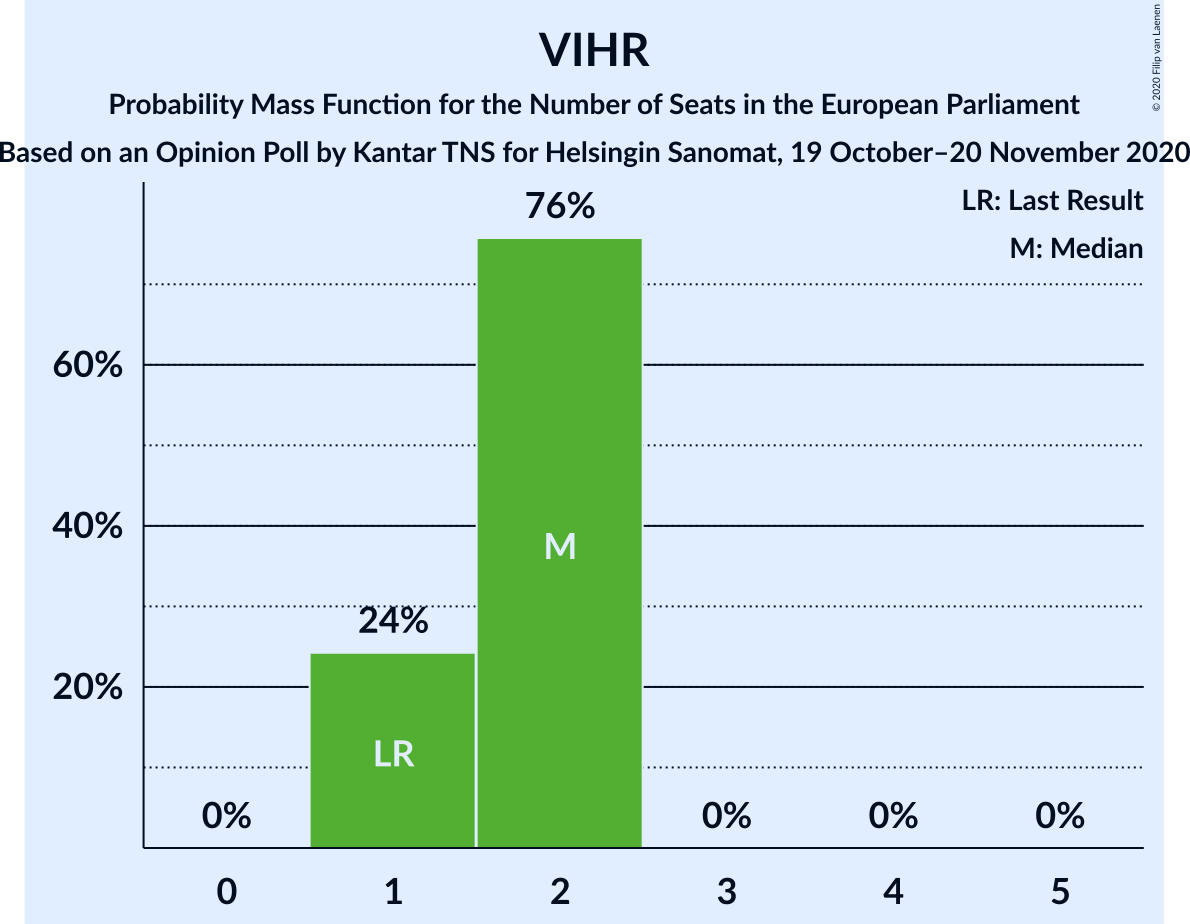 VIHR
Probability Mass Function for the Number of Seats in the European Parliament
Based on an Opinion Poll by Kantar TNS for Helsingin Sanomat, 19 October–20 November 2020
© 2020 Filip van Laenen
LR: Last Result
M: Median
76%
60%
40%
M
24%
20%
LR
0%
0%
0%
0%
0
1
2
3
4
5